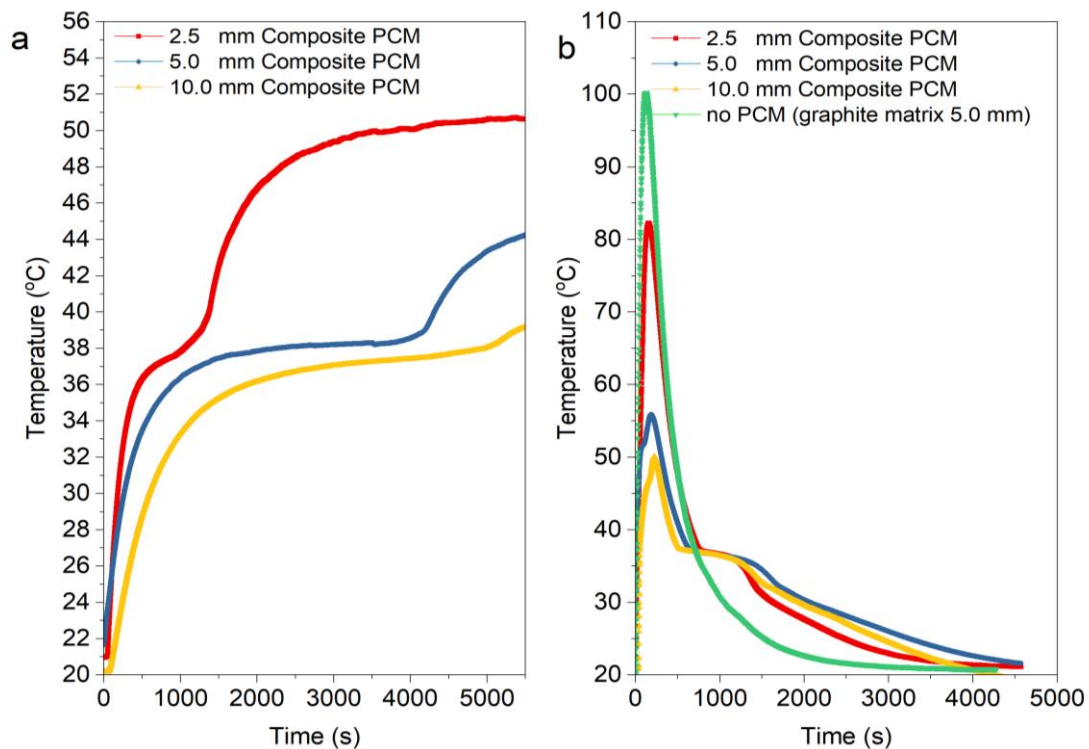 a
2.5 mm Composite PCM
5.0 mm Composite PCM
10.0 mm Composite PCM
56
54
52
50
48
46
44
42
40
38
36
34
32
30
28
26
24
22
20
Temperature (ºC)
0 1000 2000 3000 4000 5000
Time (s)
b
2.5 mm Composite PCM
5.0 mm Composite PCM
10.0 mm Composite PCM
no PCM (graphite matrix 5.0 mm)
110
100
90
80
70
60
50
40
30
20
Temperature (ºC)
0 1000 2000 3000 4000 5000
Time (s)